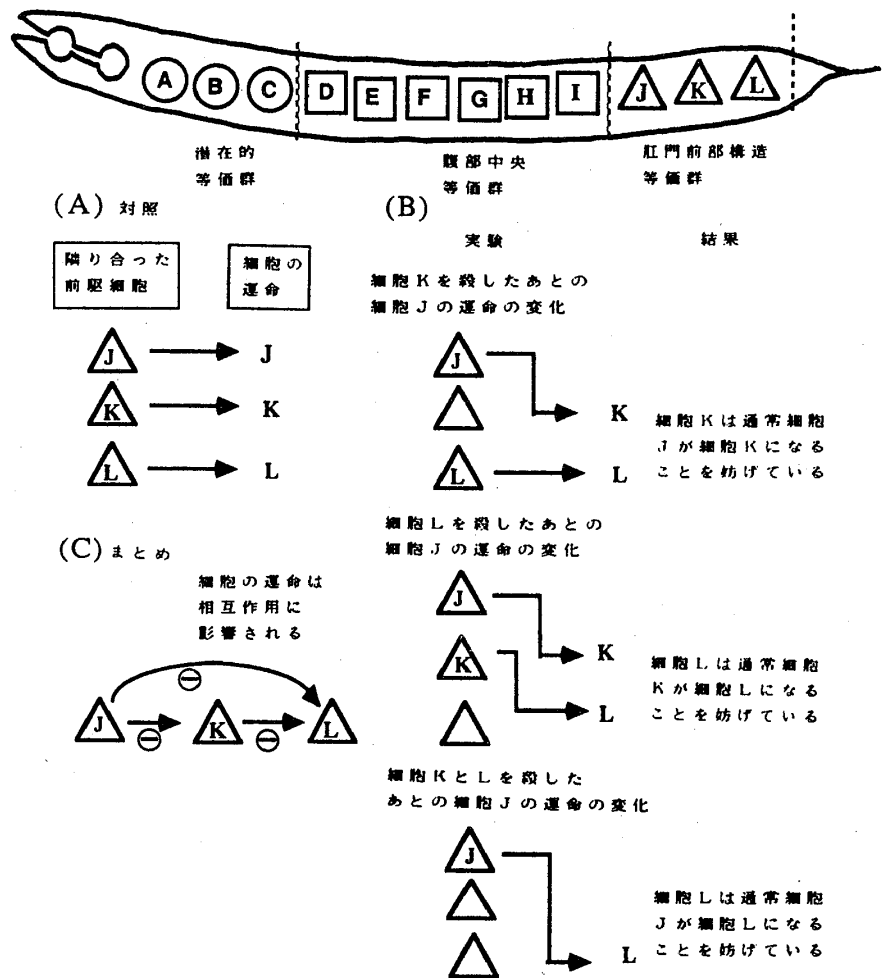 A B C D E F G H I J K L
潜在的
等価群
腹部中央
等価群
肛門前部構造
等価群
(A) 対照
隣り合った
前駆細胞
細胞の
運命
J → J
K → K
L → L
(B)
実験
結果
細胞Kを殺したあとの
細胞Jの運命の変化
J
K
L
L
細胞Kは通常細胞
Jが細胞Kになる
ことを妨げている
細胞Lを殺したあとの
細胞Jの運命の変化
J
K
K
L
細胞Lは通常細胞
Kが細胞Lになる
ことを妨げている
細胞KとLを殺した
あとの細胞Jの運命の変化
J
L
細胞Lは通常細胞
Jが細胞Lになる
ことを妨げている
(C) まとめ
細胞の運命は
相互作用に
影響される
J K L